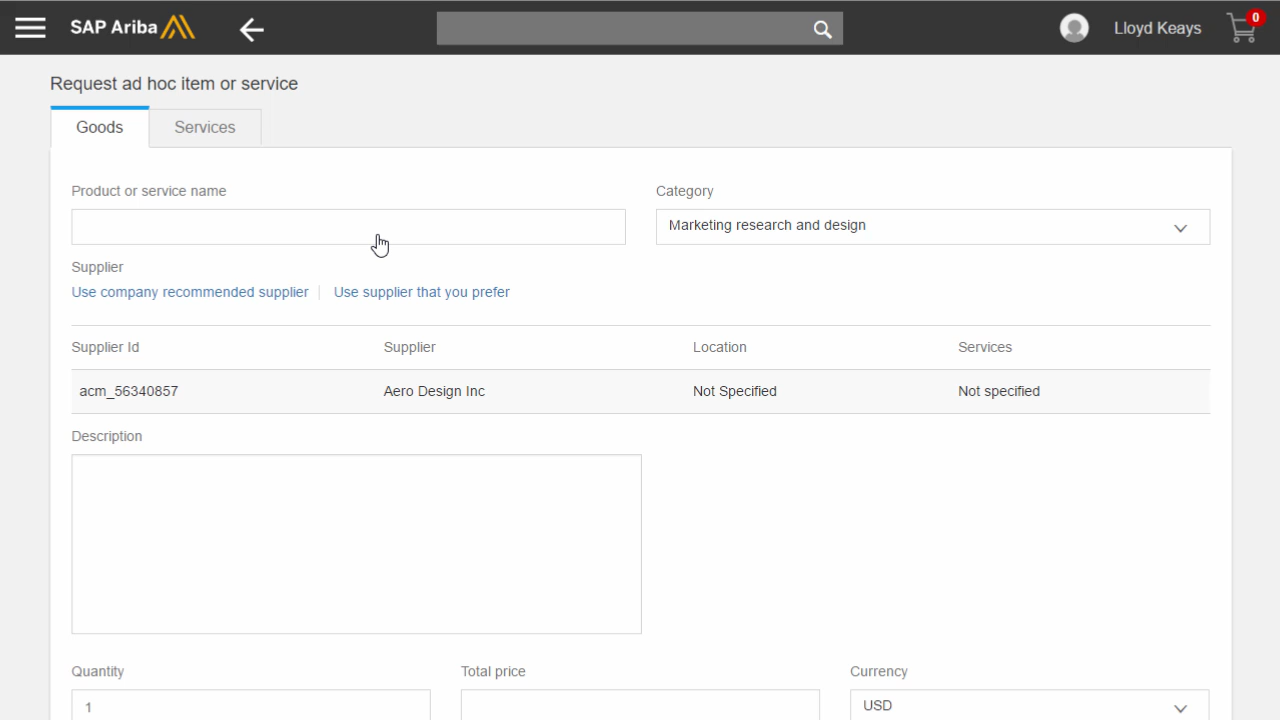 SAP Ariba
Lloyd Keays
0
Request ad hoc item or service
Goods
Services
Product or service name
Category
Marketing research and design
Supplier
Use company recommended supplier
Use supplier that you prefer
Supplier Id
Supplier
Location
Services
acm_56340857
Aero Design Inc
Not Specified
Not specified
Description
Quantity
Total price
Currency
1
USD